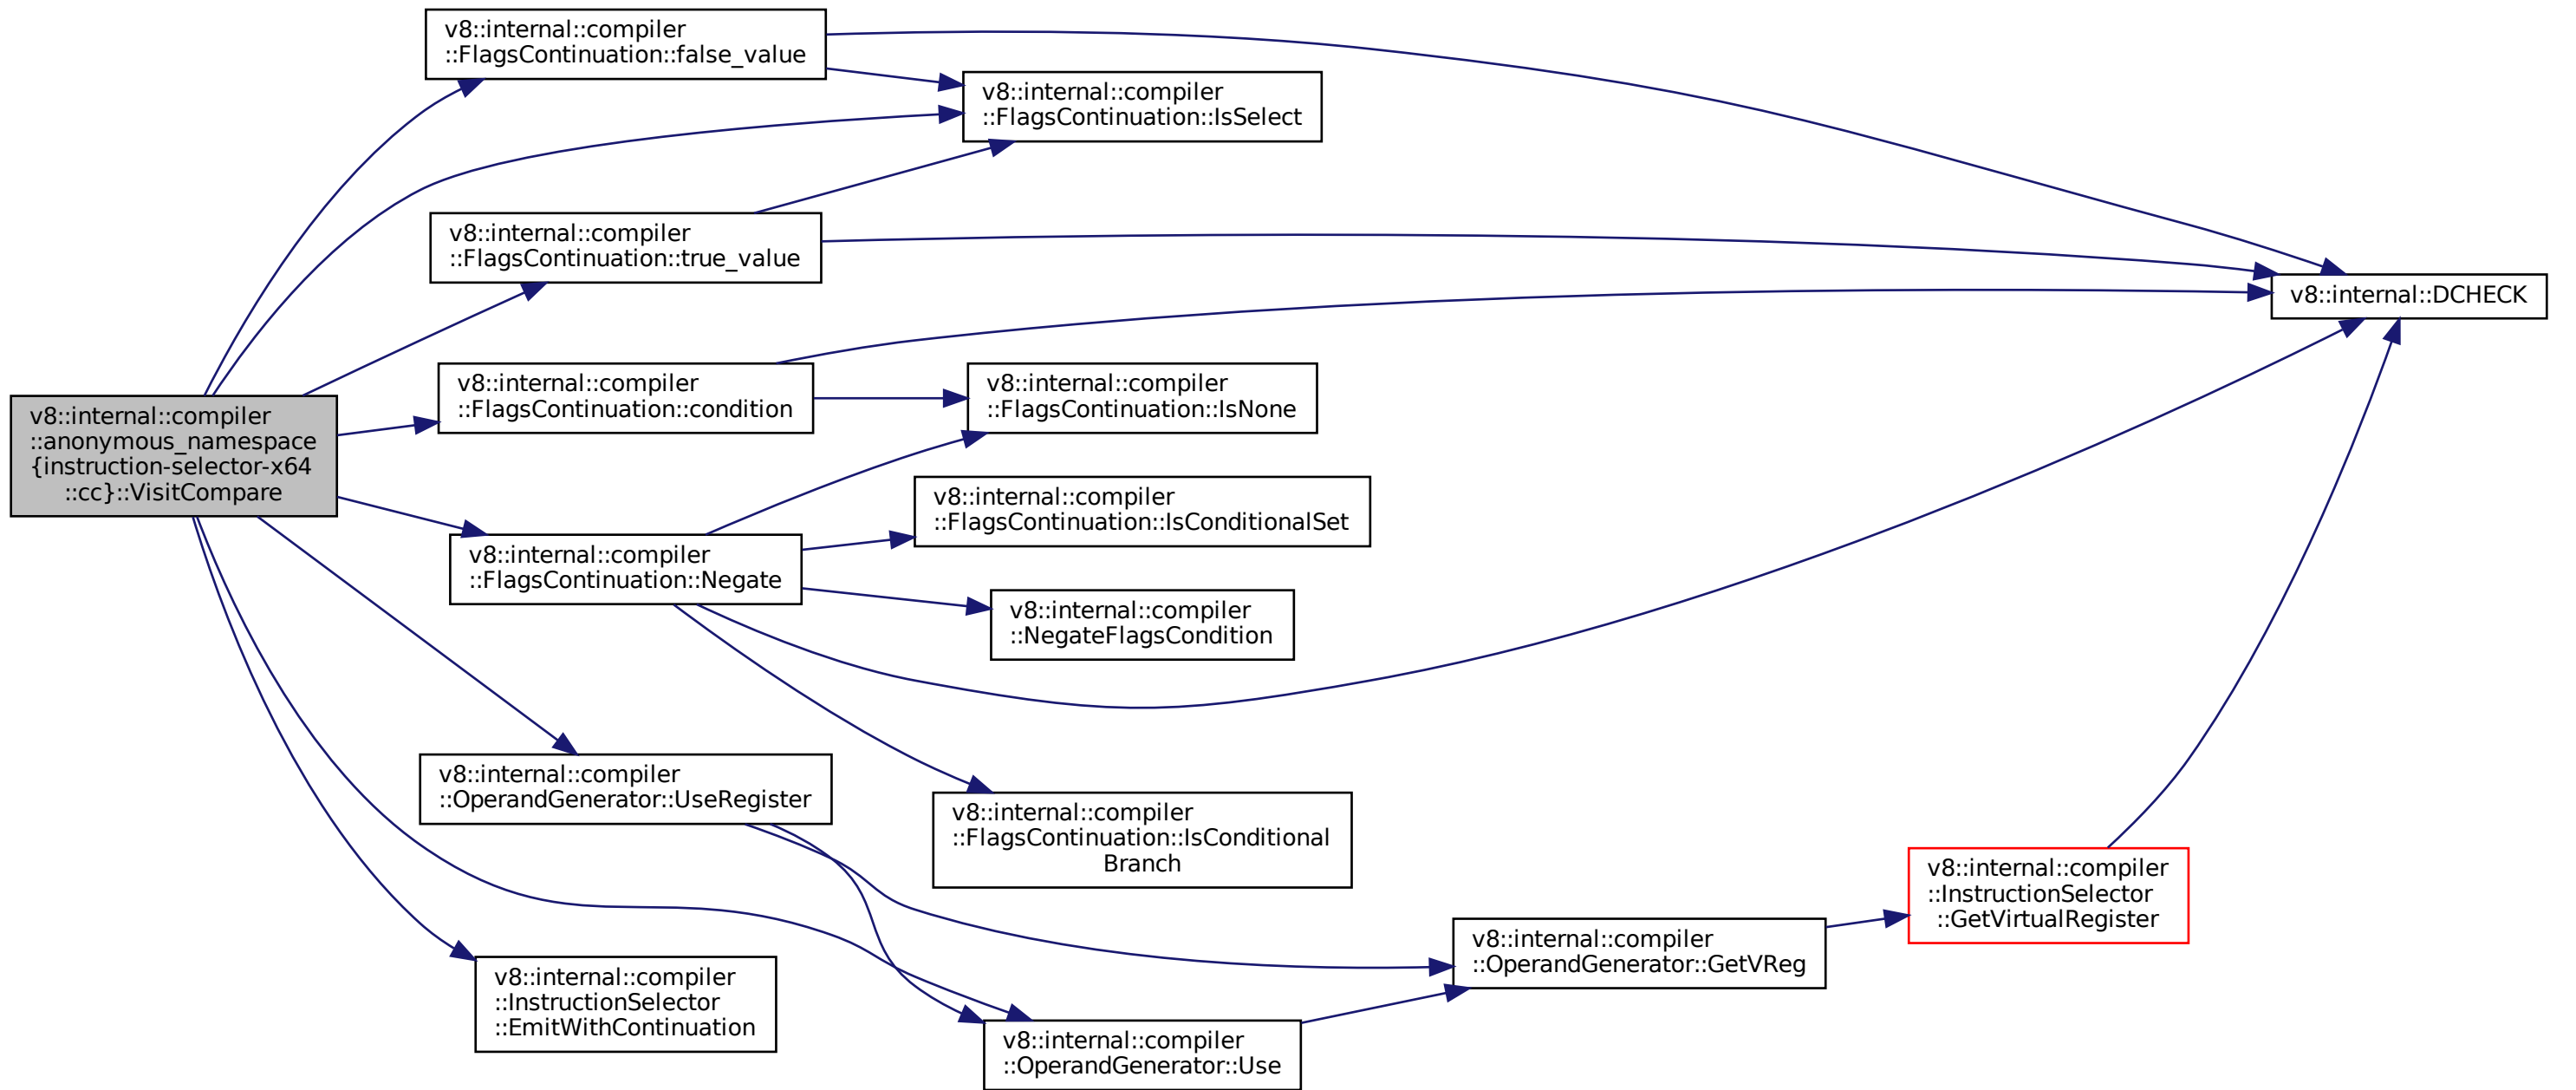 v8::internal::compiler
::FlagsContinuation::false_value
v8::internal::compiler
::FlagsContinuation::IsSelect
v8::internal::compiler
::FlagsContinuation::true_value
v8::internal::DCHECK
v8::internal::compiler
::FlagsContinuation::condition
v8::internal::compiler
::FlagsContinuation::IsNone
v8::internal::compiler
::anonymous_namespace
{instruction-selector-x64
::cc}::VisitCompare
v8::internal::compiler
::FlagsContinuation::IsConditionalSet
v8::internal::compiler
::FlagsContinuation::Negate
v8::internal::compiler
::NegateFlagsCondition
v8::internal::compiler
::OperandGenerator::UseRegister
v8::internal::compiler
::FlagsContinuation::IsConditional
Branch
v8::internal::compiler
::InstructionSelector
::GetVirtualRegister
v8::internal::compiler
::OperandGenerator::GetVReg
v8::internal::compiler
::InstructionSelector
::EmitWithContinuation
v8::internal::compiler
::OperandGenerator::Use